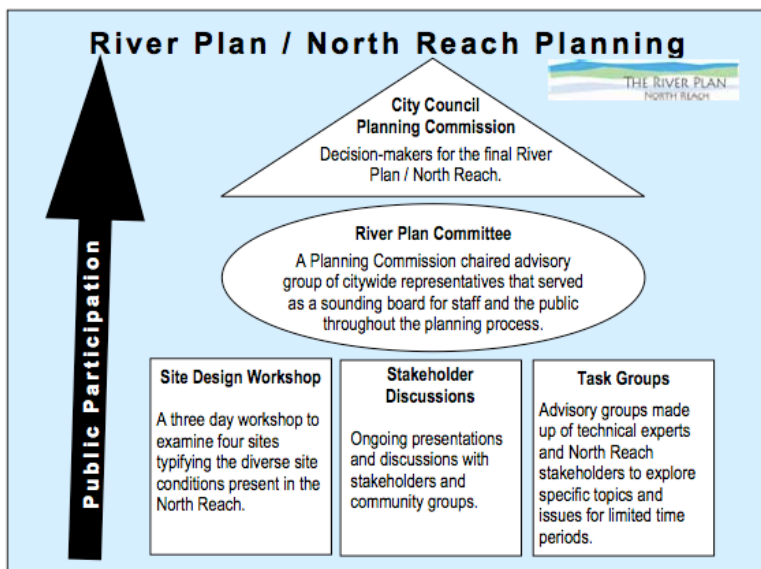 River Plan / North Reach Planning
THE RIVER PLAN
NORTH REACH
City Council
Planning Commission
Decision-makers for the final River
Plan / North Reach.
River Plan Committee
A Planning Commission chaired advisory
group of citywide representatives that served
as a sounding board for staff and the public
throughout the planning process.
Public Participation
Site Design Workshop
A three day workshop to
examine four sites
typifying the diverse site
conditions present in the
North Reach.
Stakeholder
Discussions
Ongoing presentations
and discussions with
stakeholders and
community groups.
Task Groups
Advisory groups made
up of technical experts
and North Reach
stakeholders to explore
specific topics and
issues for limited time
periods.